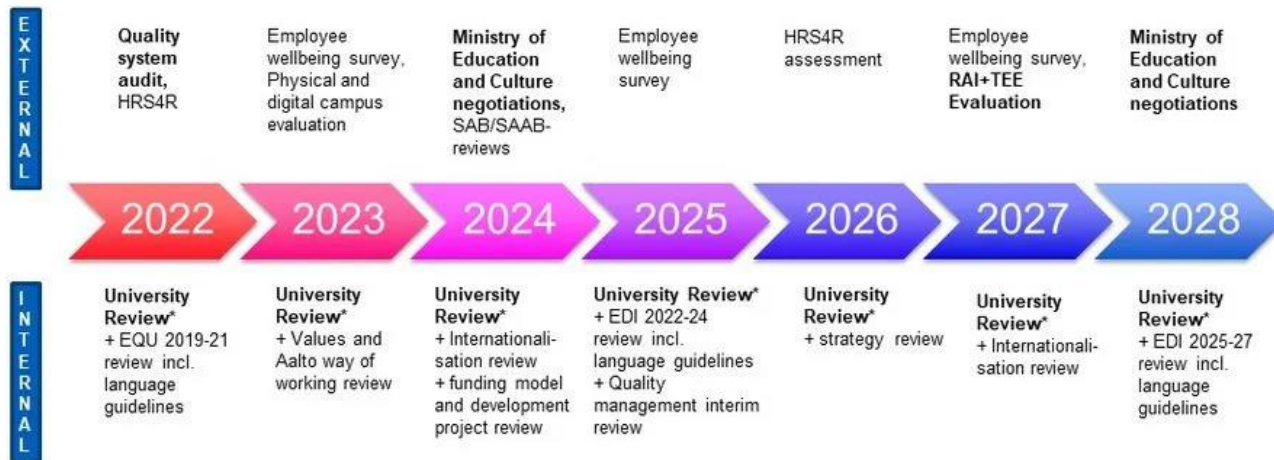 EXTERNAL
Quality
system
audit,
HRS4R
Employee
wellbeing survey,
Physical and
digital campus
evaluation
Ministry of
Education
and Culture
negotiations,
SAB/SAAB-
reviews
Employee
wellbeing
survey
HRS4R
assessment
Employee
wellbeing survey,
RAI+TEE
Evaluation
Ministry of
Education
and Culture
negotiations
2022
2023
2024
2025
2026
2027
2028
INTERNAL
University
Review*
+ EQU 2019-21
review incl.
language
guidelines
University
Review*
+ Values and
Aalto way of
working review
University
Review*
+ Internationali-
sation review
+ funding model
and development
project review
University Review*
+ EDI 2022-24
review incl.
language guidelines
+ Quality
management interim
review
University
Review*
+ strategy review
University
Review*
+ Internationali-
sation review
University
Review*
+ EDI 2025-27
review incl.
language
guidelines